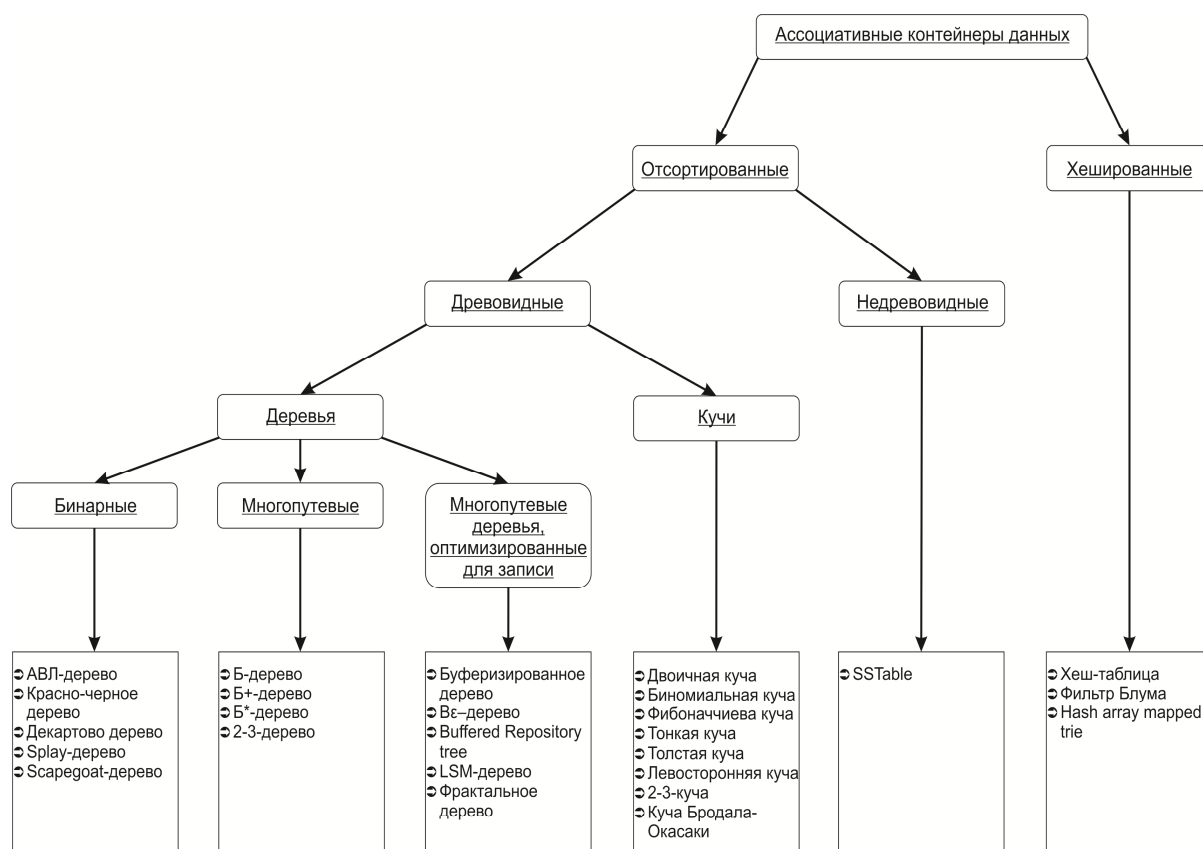 Ассоциативные контейнеры данных
Отсортированные
Хешированные
Древовидные
Недревовидные
Деревья
Кучи
Бинарные
Многопутевые
Многопутевые
деревья,
оптимизированные
для записи
АВЛ-дерево
Красно-черное
дерево
Декартово дерево
Splay-дерево
Scapegoat-дерево
Б-дерево
Б+-дерево
Б*-дерево
2-3-дерево
Буферизированное
дерево
Bε–дерево
Buffered Repository
tree
LSM-дерево
Фрактальное
дерево
Двоичная куча
Биномиальная куча
Фибоначчиева куча
Тонкая куча
Толстая куча
Левосторонняя куча
2-3-куча
Куча Бродала-
Окасаки
SSTable
Хеш-таблица
Фильтр Блума
Hash array mapped
trie